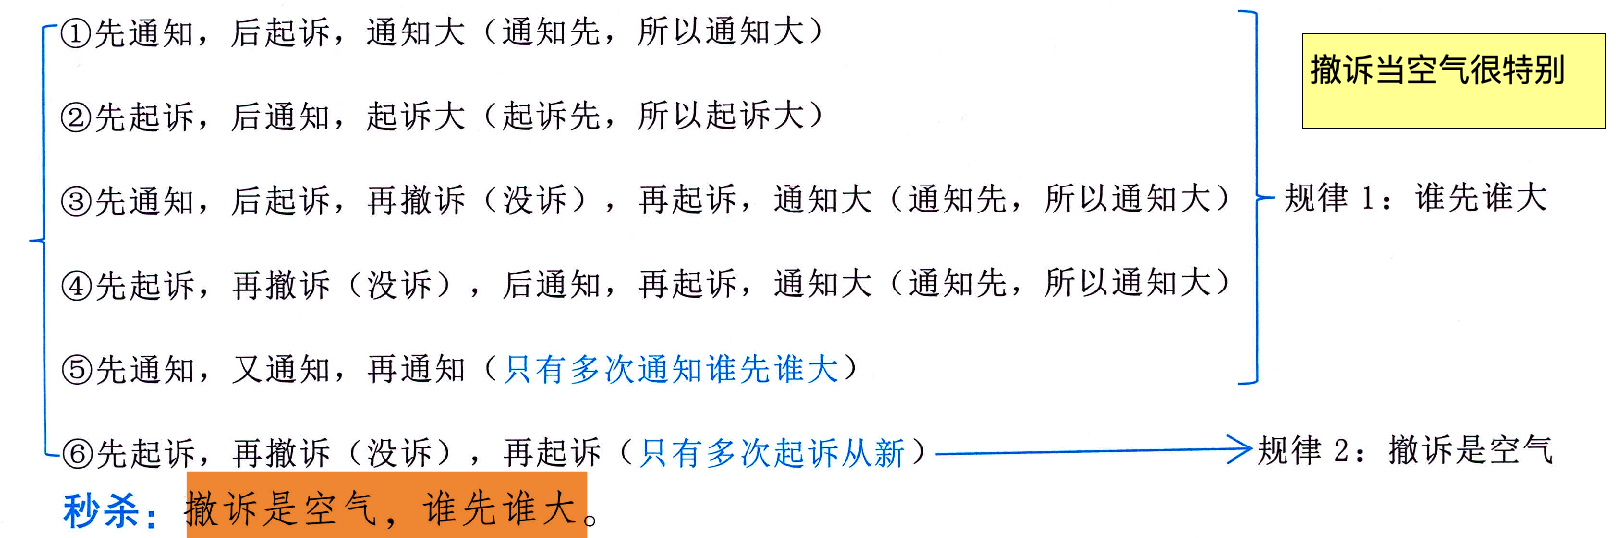 ①先通知，后起诉，通知大（通知先，所以通知大）
撤诉当空气很特别
②先起诉，后通知，起诉大（起诉先，所以起诉大）
③先通知，后起诉，再撤诉（没诉），再起诉，通知大（通知先，所以通知大）
规律 1：谁先谁大
④先起诉，再撤诉（没诉），后通知，再起诉，通知大（通知先，所以通知大）
⑤先通知，又通知，再通知（只有多次通知谁先谁大）
⑥先起诉，再撤诉（没诉），再起诉（只有多次起诉从新）
规律 2：撤诉是空气
秒杀：撤诉是空气，谁先谁大。